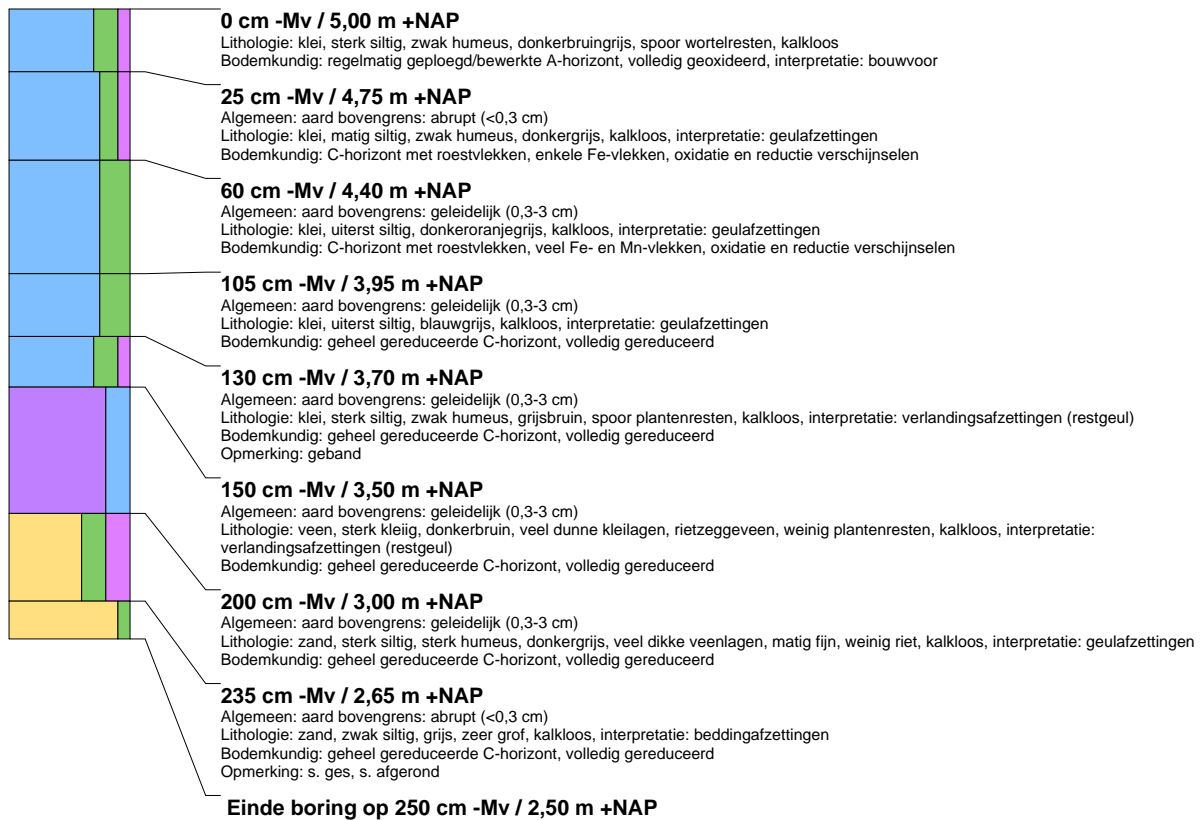 0 cm -Mv / 5,00 m +NAP
Lithologie: klei, sterk siltig, zwak humeus, donkerbruingrijs, spoor wortelresten, kalkloos
Bodemkundig: regelmatig geploegd/bewerkte A-horizont, volledig geoxideerd, interpretatie: bouwvoor
25 cm -Mv / 4,75 m +NAP
Algemeen: aard bovengrens: abrupt (<0,3 cm)
Lithologie: klei, matig siltig, zwak humeus, donkergrijs, kalkloos, interpretatie: geulafzettingen
Bodemkundig: C-horizont met roestvlekken, enkele Fe-vlekken, oxidatie en reductie verschijnselen
60 cm -Mv / 4,40 m +NAP
Algemeen: aard bovengrens: geleidelijk (0,3-3 cm)
Lithologie: klei, uiterst siltig, donkeroranjegrijs, kalkloos, interpretatie: geulafzettingen
Bodemkundig: C-horizont met roestvlekken, veel Fe- en Mn-vlekken, oxidatie en reductie verschijnselen
105 cm -Mv / 3,95 m +NAP
Algemeen: aard bovengrens: geleidelijk (0,3-3 cm)
Lithologie: klei, uiterst siltig, blauwgrijs, kalkloos, interpretatie: geulafzettingen
Bodemkundig: geheel gereduceerde C-horizont, volledig gereduceerd
130 cm -Mv / 3,70 m +NAP
Algemeen: aard bovengrens: geleidelijk (0,3-3 cm)
Lithologie: klei, sterk siltig, zwak humeus, grijsbruin, spoor plantenresten, kalkloos, interpretatie: verlandingsafzettingen (restgeul)
Bodemkundig: geheel gereduceerde C-horizont, volledig gereduceerd
Opmerking: geband
150 cm -Mv / 3,50 m +NAP
Algemeen: aard bovengrens: geleidelijk (0,3-3 cm)
Lithologie: veen, sterk kleiig, donkerbruin, veel dunne kleilagen, rietzeggeveen, weinig plantenresten, kalkloos, interpretatie:
verlandingsafzettingen (restgeul)
Bodemkundig: geheel gereduceerde C-horizont, volledig gereduceerd
200 cm -Mv / 3,00 m +NAP
Algemeen: aard bovengrens: geleidelijk (0,3-3 cm)
Lithologie: zand, sterk siltig, sterk humeus, donkergrijs, veel dikke veenlagen, matig fijn, weinig riet, kalkloos, interpretatie: geulafzettingen
Bodemkundig: geheel gereduceerde C-horizont, volledig gereduceerd
235 cm -Mv / 2,65 m +NAP
Algemeen: aard bovengrens: abrupt (<0,3 cm)
Lithologie: zand, zwak siltig, grijs, zeer grof, kalkloos, interpretatie: beddingafzettingen
Bodemkundig: geheel gereduceerde C-horizont, volledig gereduceerd
Opmerking: s. ges, s. afgerond
Einde boring op 250 cm -Mv / 2,50 m +NAP